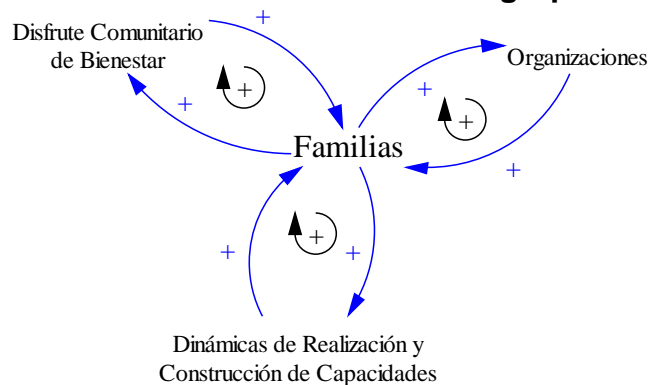 Disfrute Comunitario
de Bienestar
+
+
+
Organizaciones
+
+
+
Familias
+
+
+
Dinámicas de Realización y
Construcción de Capacidades